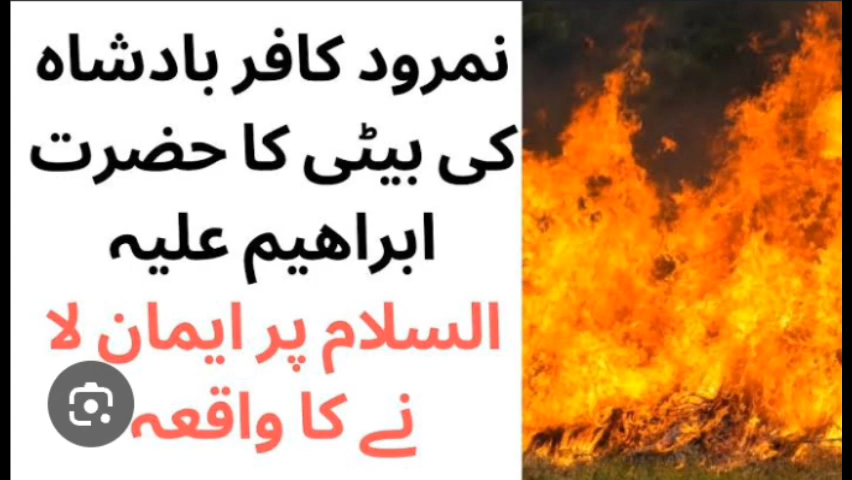 نمرود کافر بادشاہ
کی بیٹی کا حضرت
ابراھیم علیہ
السلام پر ایمان لا
نے کا واقعہ